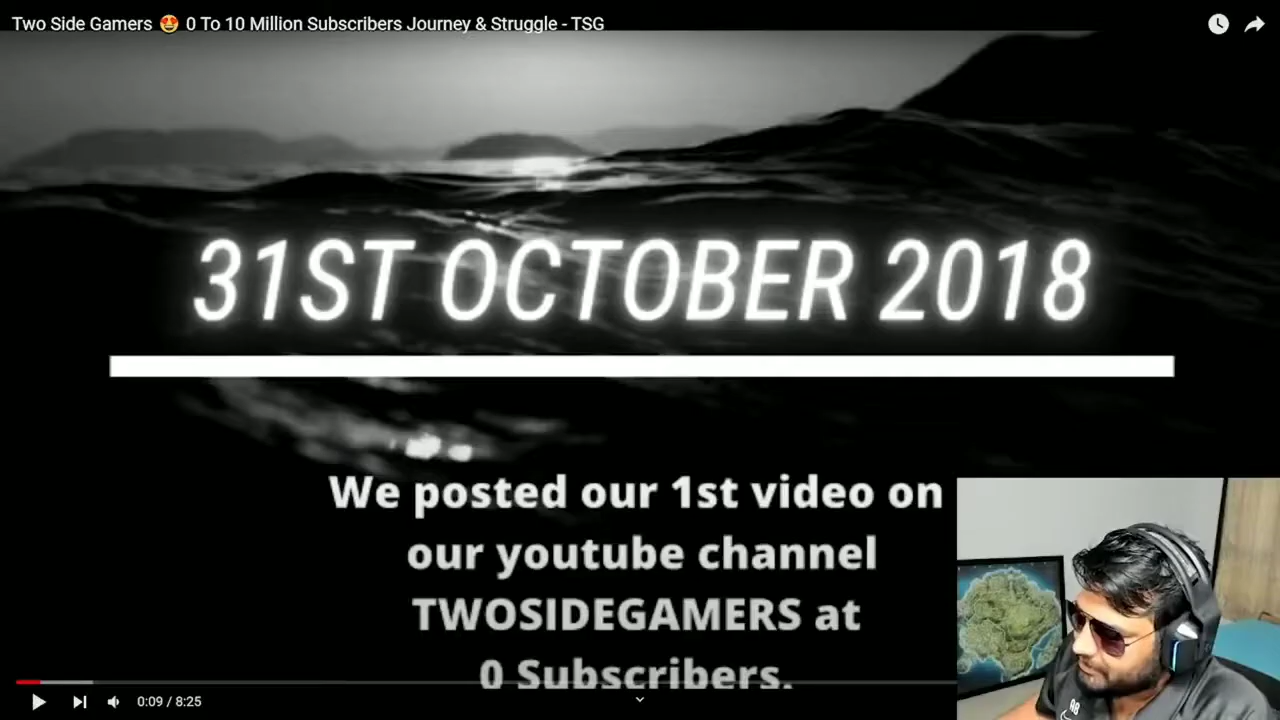 Two Side Gamers 😍 0 To 10 Million Subscribers Journey & Struggle - TSG
31ST OCTOBER 2018
We posted our 1st video on
our youtube channel
TWOSIDEGAMERS at
0 Subscribers.
AB
0:09 / 8:25